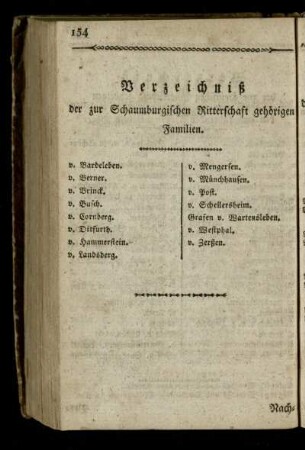 154
Verzeichniß
der zur Schaumburgischen Ritterschaft gehörigen
Familien.
v. Bardeleben.
v. Berner.
v. Brinck.
v. Busch.
v. Cornberg.
v. Ditfurth.
v. Hammerstein.
v. Landsberg.
v. Mengersen.
v. Münchhausen.
v. Post.
v. Schellersheim.
Grafen v. Wartensleben.
v. Westphal.
v. Zerßen.
Nach-